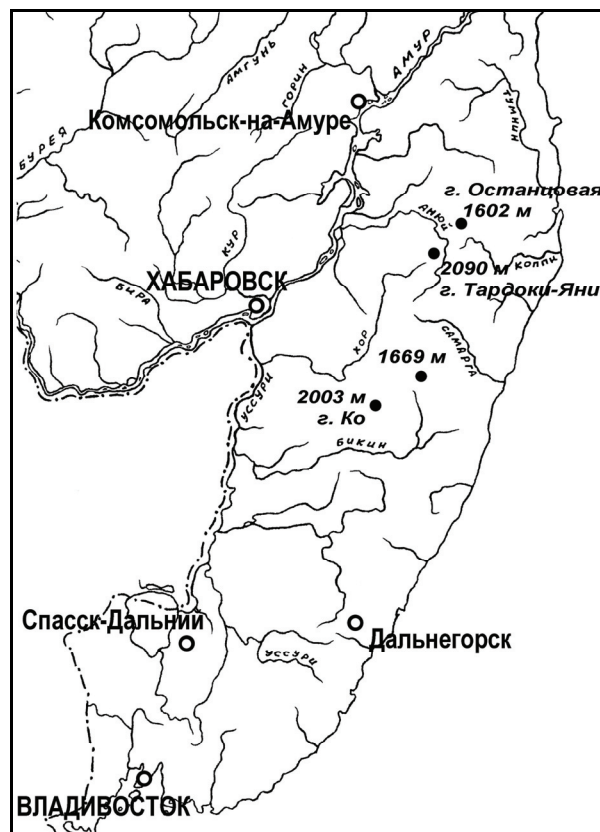 АМУР
АМГУНЬ
ГОРИН
Комсомольск-на-Амуре
ТУМНИН
БУРЕЯ
г. Останцовая
1602 м
АНЮЙ
КУР
2090 м
КОППИ
г. Тардоки-Яни
ХАБАРОВСК
БИРА
ХОР
САМАРГА
1669 м
УССУРИ
2003 м
г. Ко
БИКИН
Спасск-Дальний
Дальнегорск
УССУРИ
ВЛАДИВОСТОК